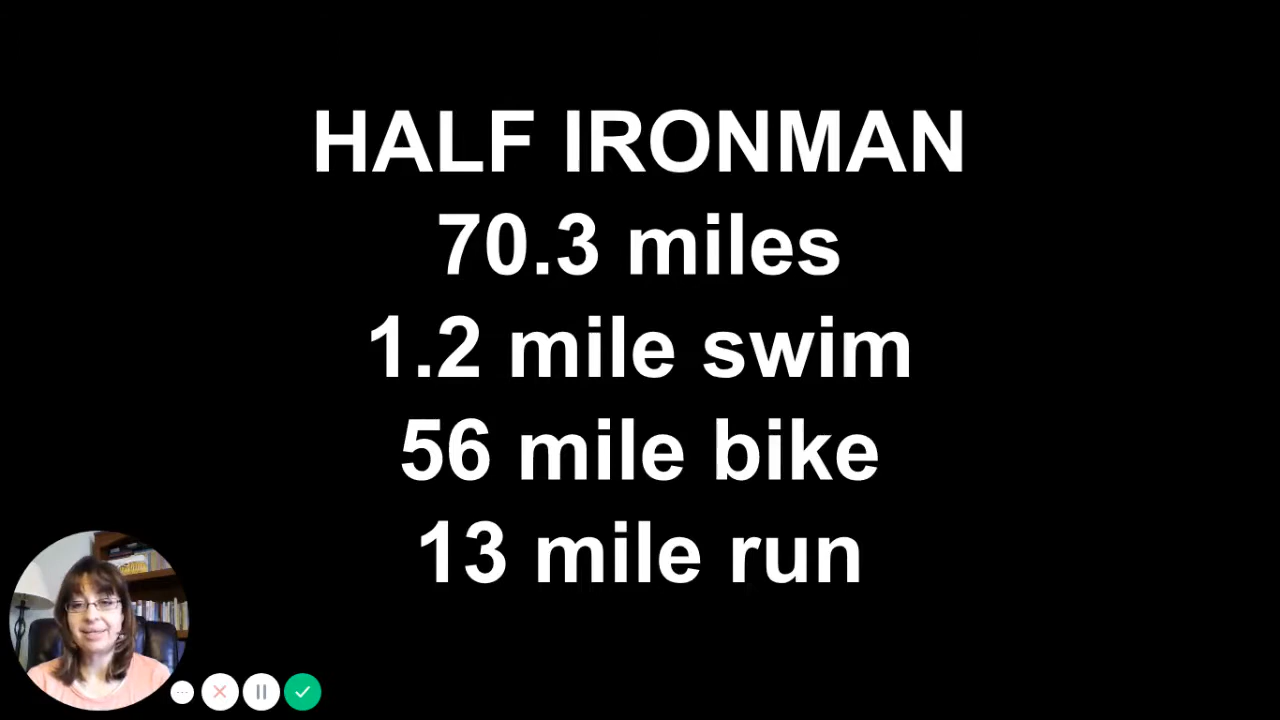 HALF IRONMAN
70.3 miles
1.2 mile swim
56 mile bike
13 mile run